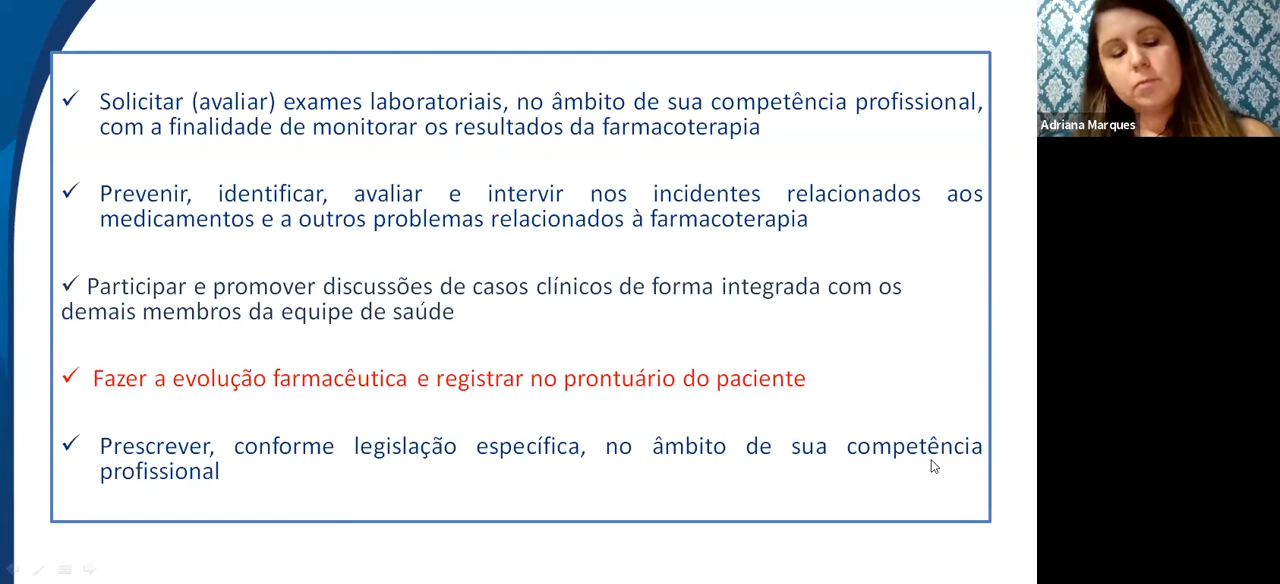 ✓ Solicitar (avaliar) exames laboratoriais, no âmbito de sua competência profissional,
com a finalidade de monitorar os resultados da farmacoterapia
✓ Prevenir, identificar, avaliar e intervir nos incidentes relacionados aos
medicamentos e a outros problemas relacionados à farmacoterapia
✓ Participar e promover discussões de casos clínicos de forma integrada com os
demais membros da equipe de saúde
✓ Fazer a evolução farmacêutica e registrar no prontuário do paciente
✓ Prescrever, conforme legislação específica, no âmbito de sua competência
profissional
Adriana Marques